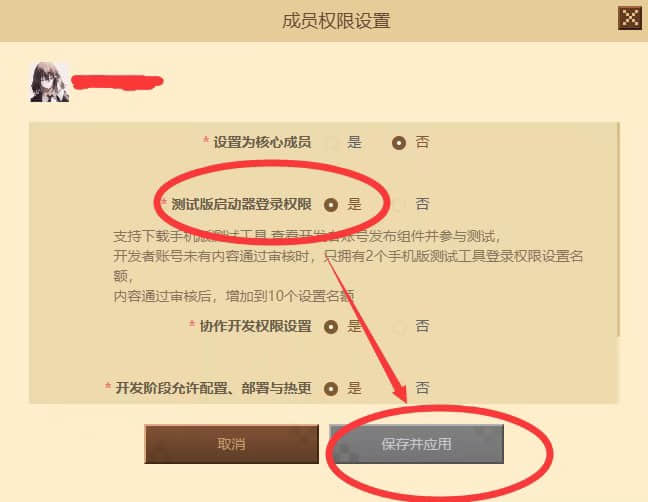 成员权限设置
* 设置为核心成员 是 否
* 测试版启动器登录权限 是 否
支持下载手机版测试工具,查看开发者账号发布组件并参与测试,
开发者账号未有内容通过审核时，只拥有2个手机版测试工具登录权限设置名
额，
内容通过审核后，增加到10个设置名额
* 协作开发权限设置 是 否
* 开发阶段允许配置、部署与热更 是 否
取消 保存并应用